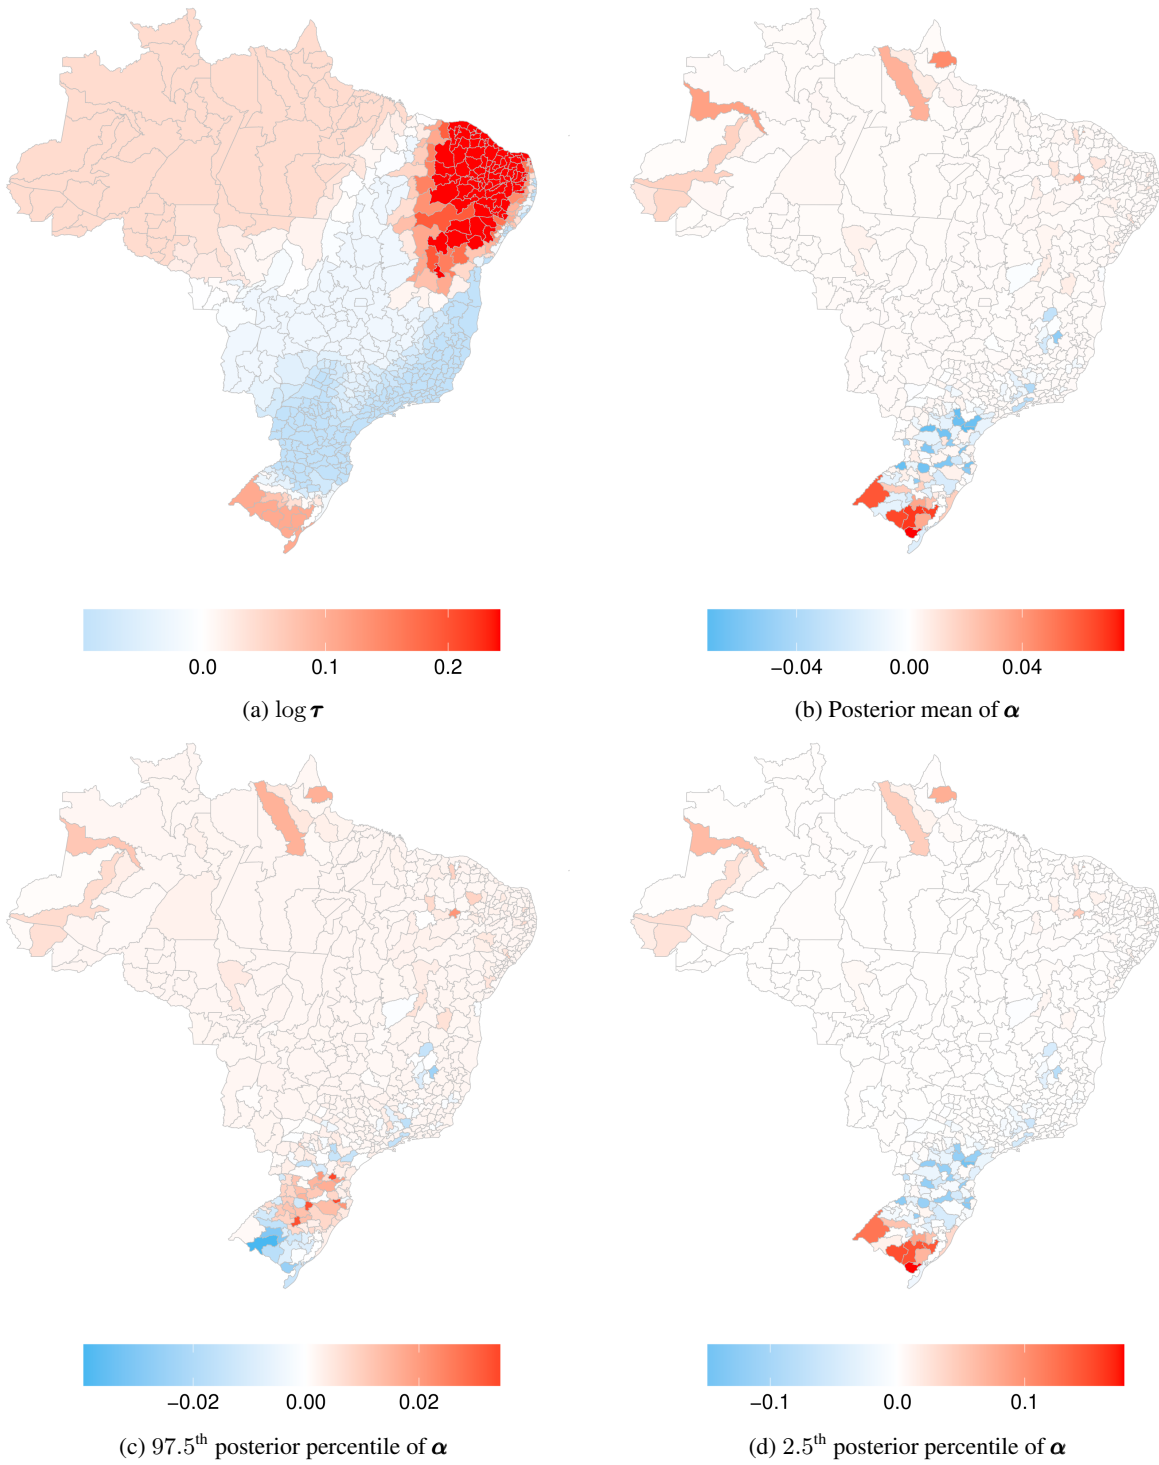 0.0 0.1 0.2
−0.04 0.00 0.04
(a) log τ
(b) Posterior mean of α
−0.02 0.00 0.02
−0.1 0.0 0.1
(c) 97.5th posterior percentile of α
(d) 2.5th posterior percentile of α